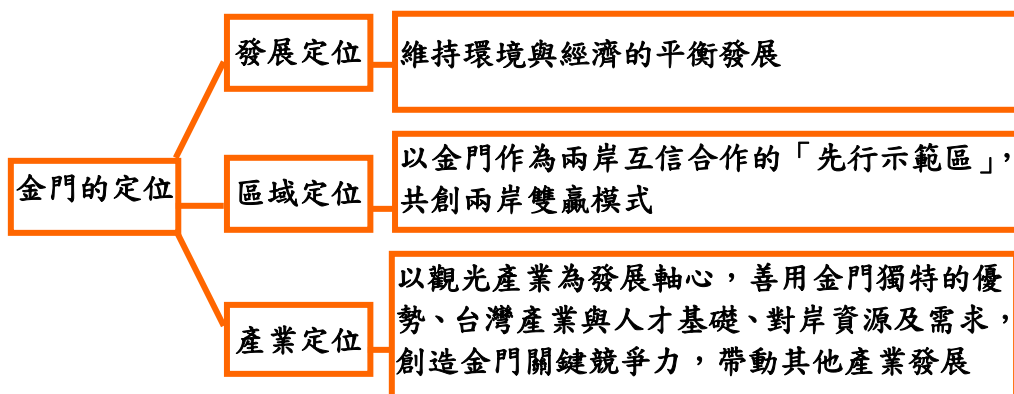 金門的定位
發展定位
維持環境與經濟的平衡發展
區域定位
以金門作為兩岸互信合作的「先行示範區」，
共創兩岸雙贏模式
產業定位
以觀光產業為發展軸心，善用金門獨特的優
勢、台灣產業與人才基礎、對岸資源及需求，
創造金門關鍵競爭力，帶動其他產業發展